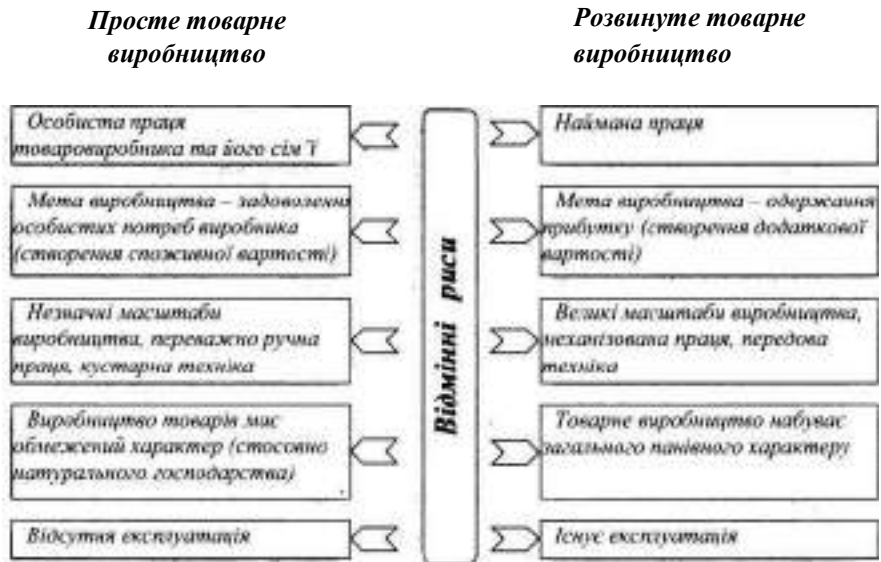 Просте товарне
виробництво
Розвинуте товарне
виробництво
Особиста праця
товаровиробника та його сім´ї
Наймана праця
Мета виробництва – задоволення
особистих потреб виробника
(створення споживної вартості)
Мета виробництва – одержання
прибутку (створення додаткової
вартості)
Відмінні риси
Незначні масштаби
виробництва, переважно ручна
праця, кустарна техніка
Великі масштаби виробництва,
механізована праця, передова
техніка
Виробництво товарів має
обмежений характер (стосовно
натурального господарства)
Товарне виробництво набуває
загального панівного характеру
Відсутня експлуатація
Існує експлуатація